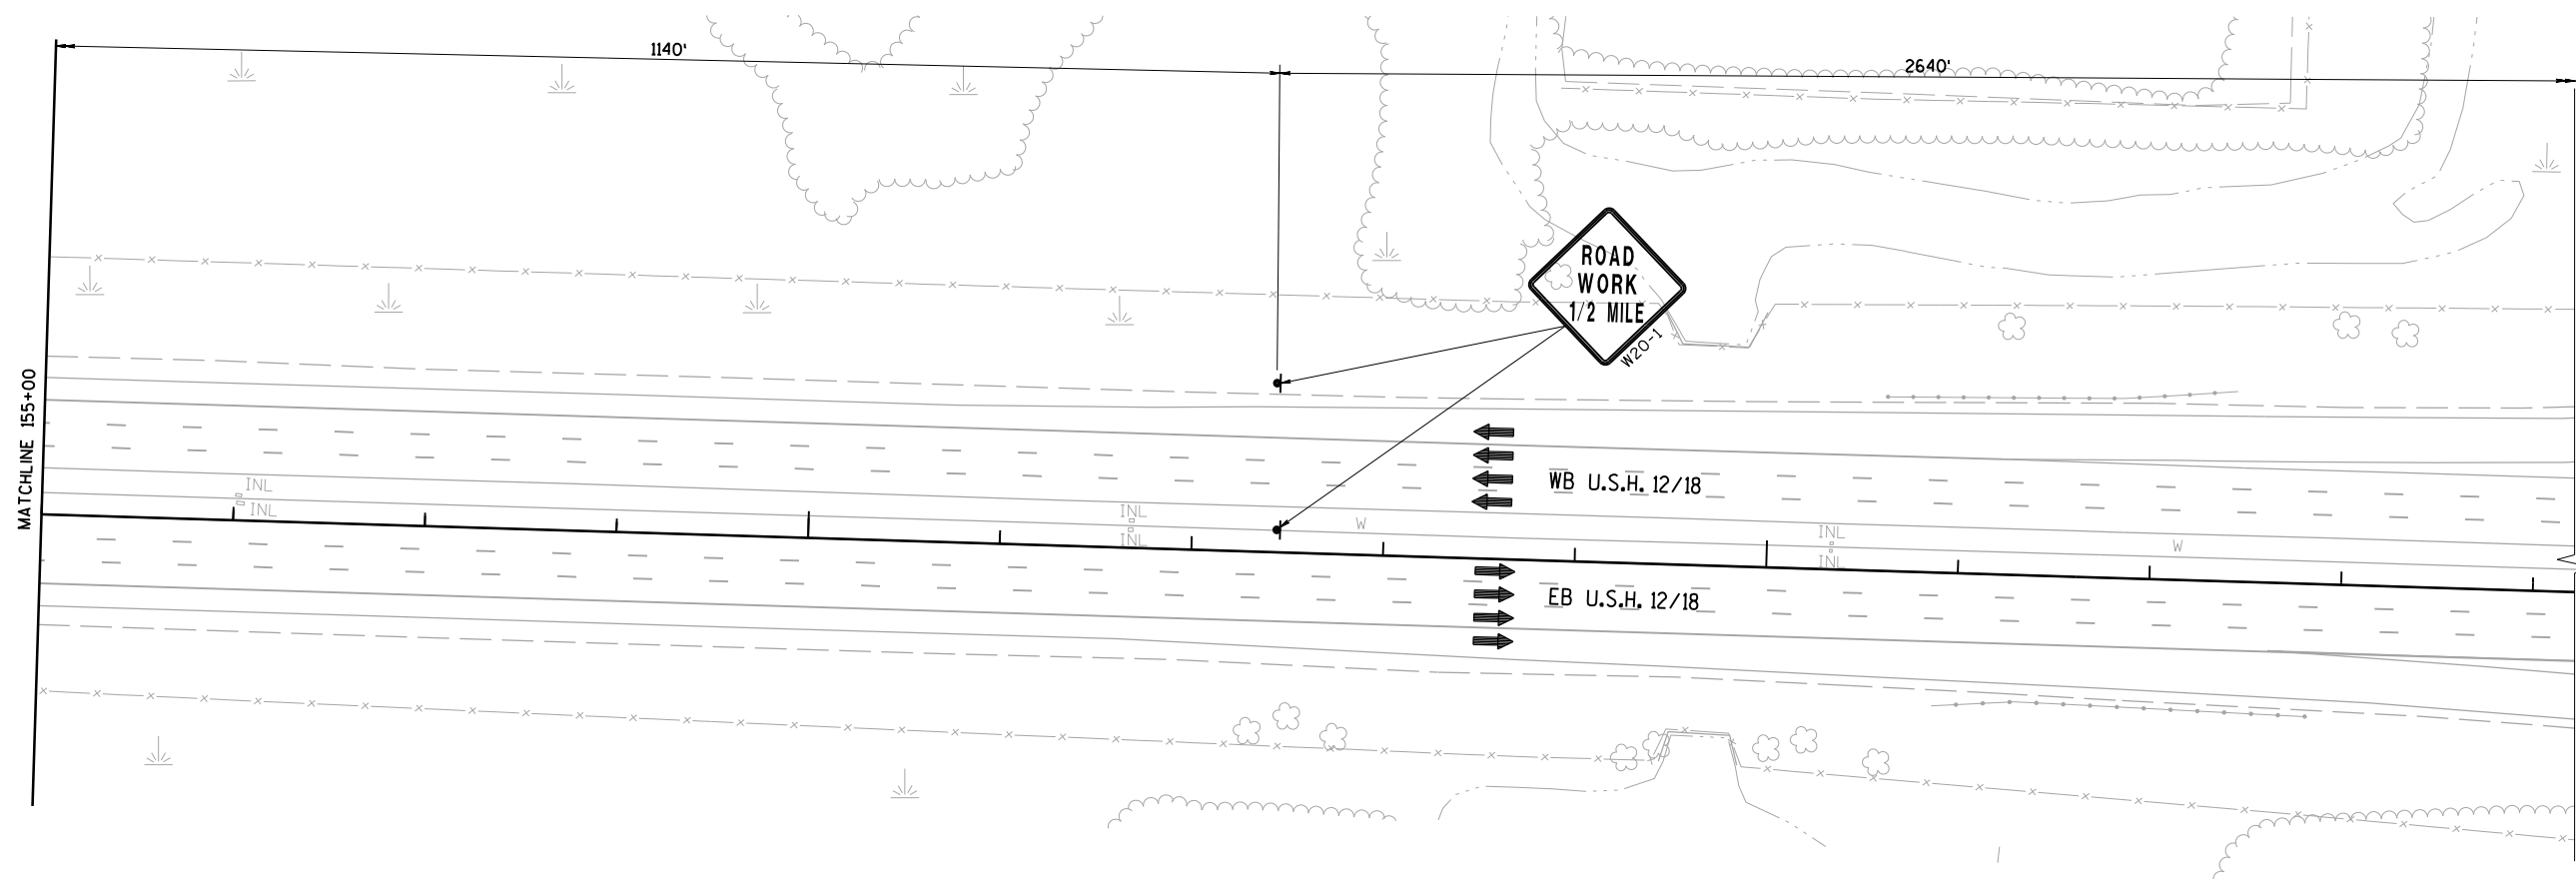 1140'
2640'
ROAD
WORK
1/2 MILE
W20-1
MATCHLINE 155+00
WB U.S.H. 12/18
INL
INL
INL
INL
W
INL
INL
W
EB U.S.H. 12/18